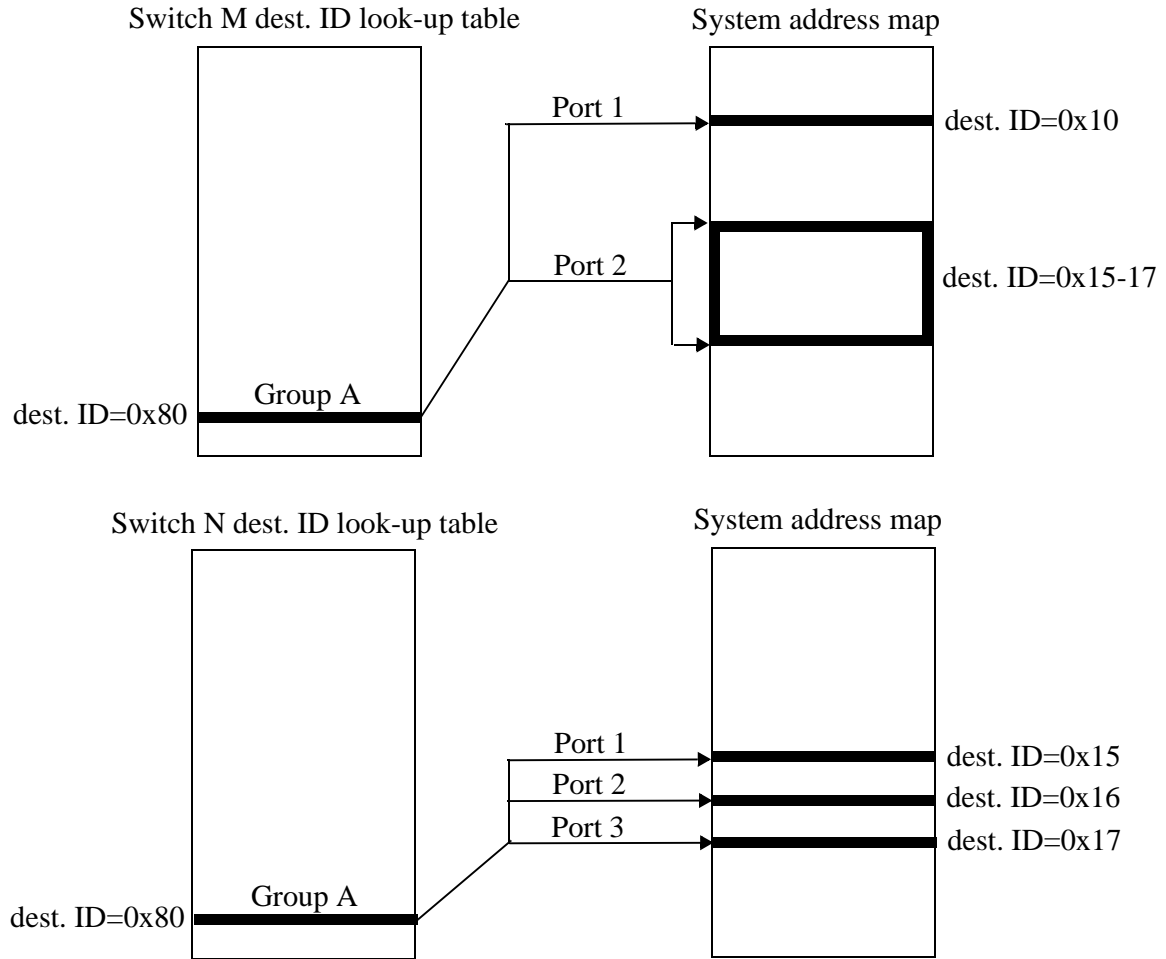 Switch M dest. ID look-up table
System address map
Port 1
dest. ID=0x10
Port 2
dest. ID=0x15-17
Group A
dest. ID=0x80
Switch N dest. ID look-up table
System address map
Port 1
dest. ID=0x15
Port 2
dest. ID=0x16
Port 3
dest. ID=0x17
Group A
dest. ID=0x80